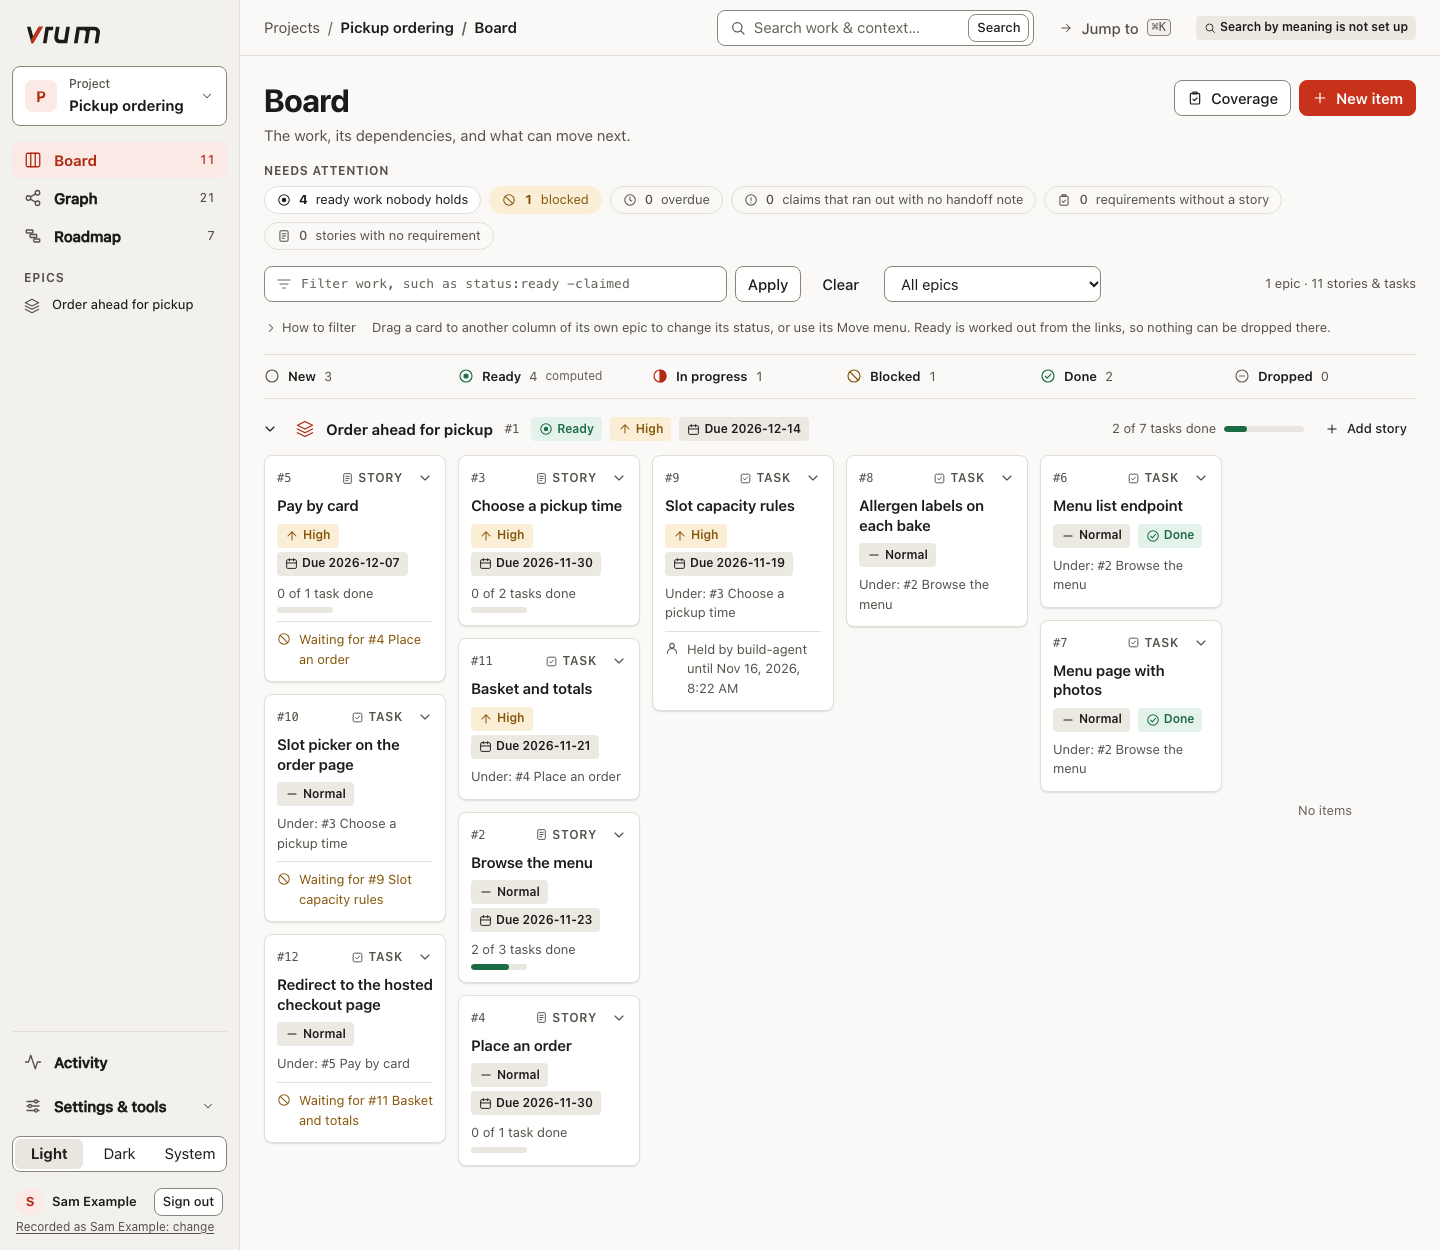 vrum
P
Project
Pickup ordering
Board 11
Graph 21
Roadmap 7
EPICS
Order ahead for pickup
Activity
Settings & tools
Light Dark System
S Sam Example Sign out
Recorded as Sam Example: change
Projects / Pickup ordering / Board
Search work & context... Search
Jump to ⌘K
Search by meaning is not set up
Board
The work, its dependencies, and what can move next.
Coverage
New item
NEEDS ATTENTION
4 ready work nobody holds
1 blocked
0 overdue
0 claims that ran out with no handoff note
0 requirements without a story
0 stories with no requirement
Filter work, such as status:ready -claimed
Apply
Clear
All epics
1 epic · 11 stories & tasks
How to filter
Drag a card to another column of its own epic to change its status, or use its Move menu. Ready is worked out from the links, so nothing can be dropped there.
New 3
Ready 4 computed
In progress 1
Blocked 1
Done 2
Dropped 0
Order ahead for pickup #1 Ready High Due 2026-12-14
2 of 7 tasks done
Add story
#5 STORY
Pay by card
High
Due 2026-12-07
0 of 1 task done
Waiting for #4 Place
an order
#10 TASK
Slot picker on the
order page
Normal
Under: #3 Choose a
pickup time
Waiting for #9 Slot
capacity rules
#12 TASK
Redirect to the hosted
checkout page
Normal
Under: #5 Pay by card
Waiting for #11 Basket
and totals
#3 STORY
Choose a pickup time
High
Due 2026-11-30
0 of 2 tasks done
#11 TASK
Basket and totals
High
Due 2026-11-21
Under: #4 Place an order
#2 STORY
Browse the menu
Normal
Due 2026-11-23
2 of 3 tasks done
#4 STORY
Place an order
Normal
Due 2026-11-30
0 of 1 task done
#9 TASK
Slot capacity rules
High
Due 2026-11-19
Under: #3 Choose a
pickup time
Held by build-agent
until Nov 16, 2026,
8:22 AM
#8 TASK
Allergen labels on
each bake
Normal
Under: #2 Browse the
menu
#6 TASK
Menu list endpoint
Normal Done
Under: #2 Browse the
menu
#7 TASK
Menu page with
photos
Normal Done
Under: #2 Browse the
menu
No items